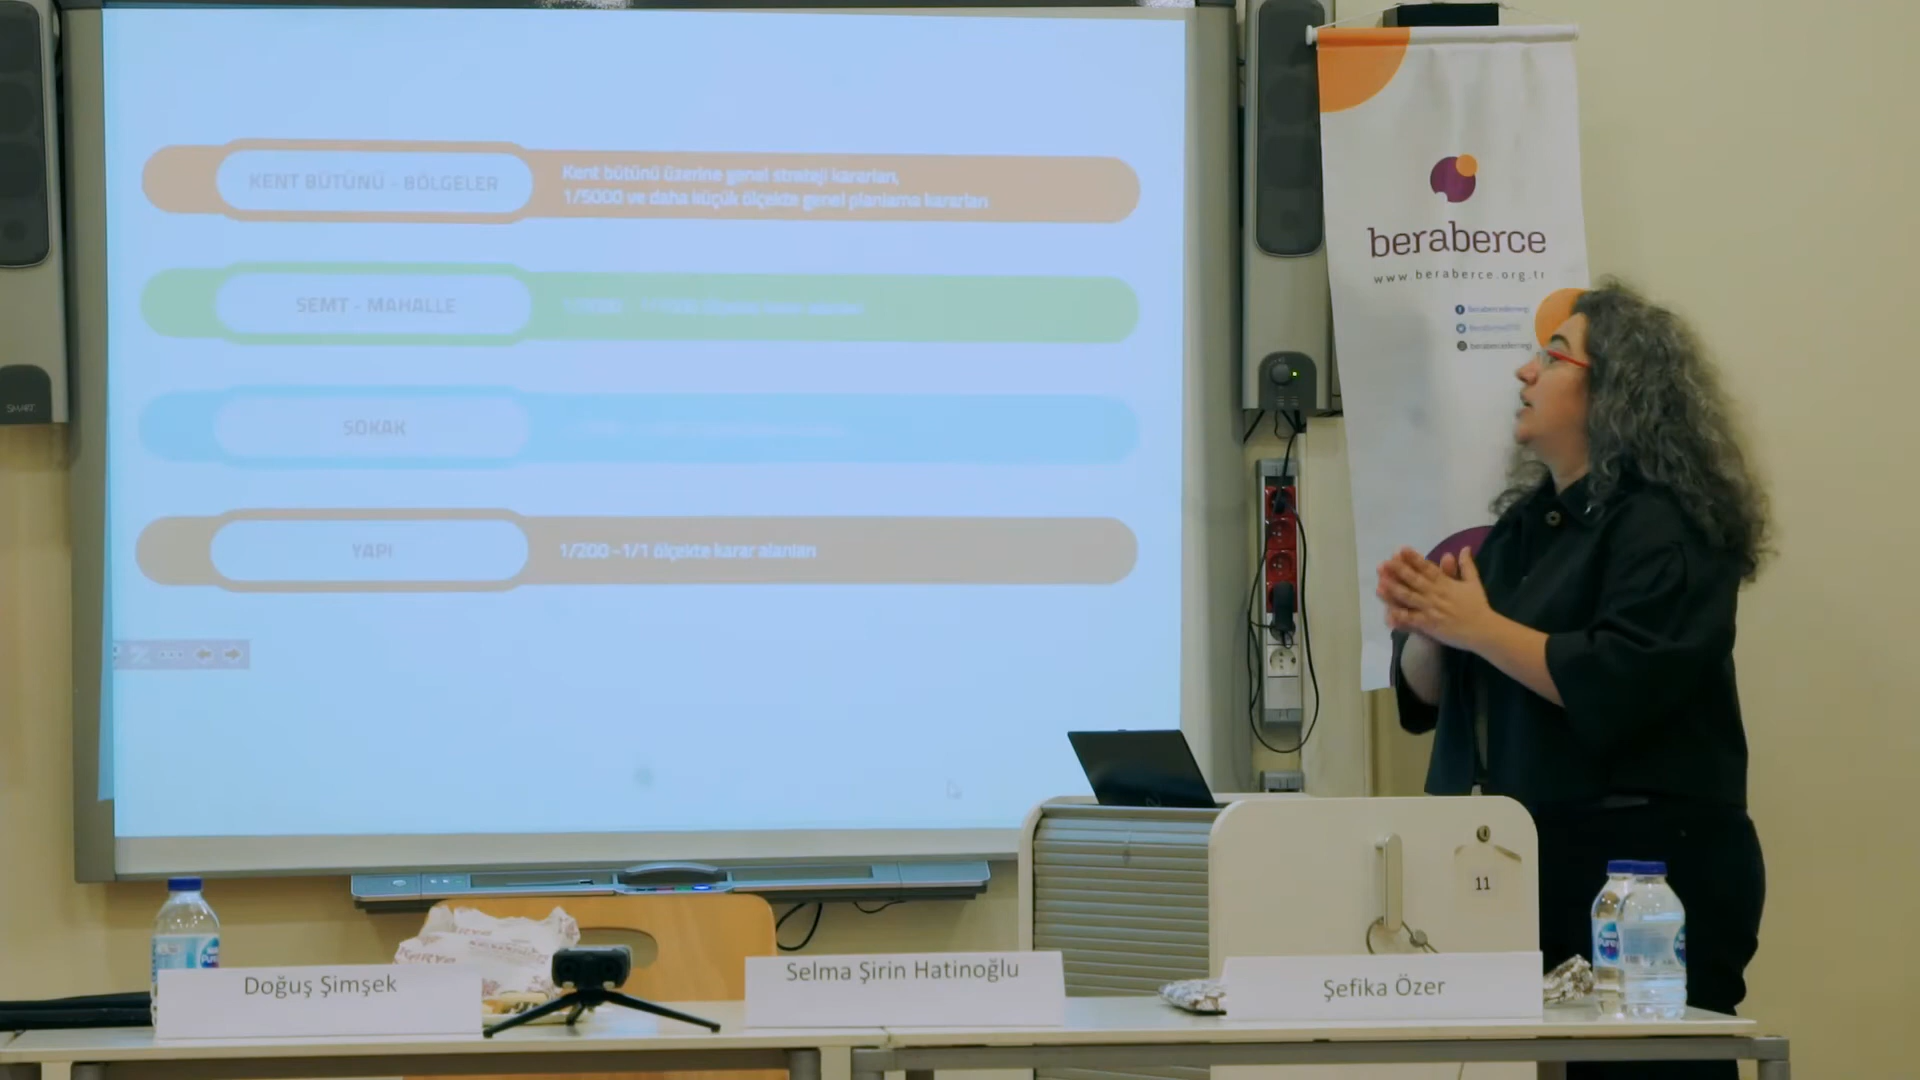 KENT BÜTÜNÜ - BÖLGELER
Kent bütünü üzerine genel strateji kararları,
1/5000 ve daha küçük ölçekte genel planlama kararları
SEMT - MAHALLE
SOKAK
YAPI
1/200 - 1/1 ölçekte karar alanları
beraberce
www.beraberce.org.tr
SMART
11
Doğuş Şimşek
Selma Şirin Hatinoğlu
Şefika Özer
Pure